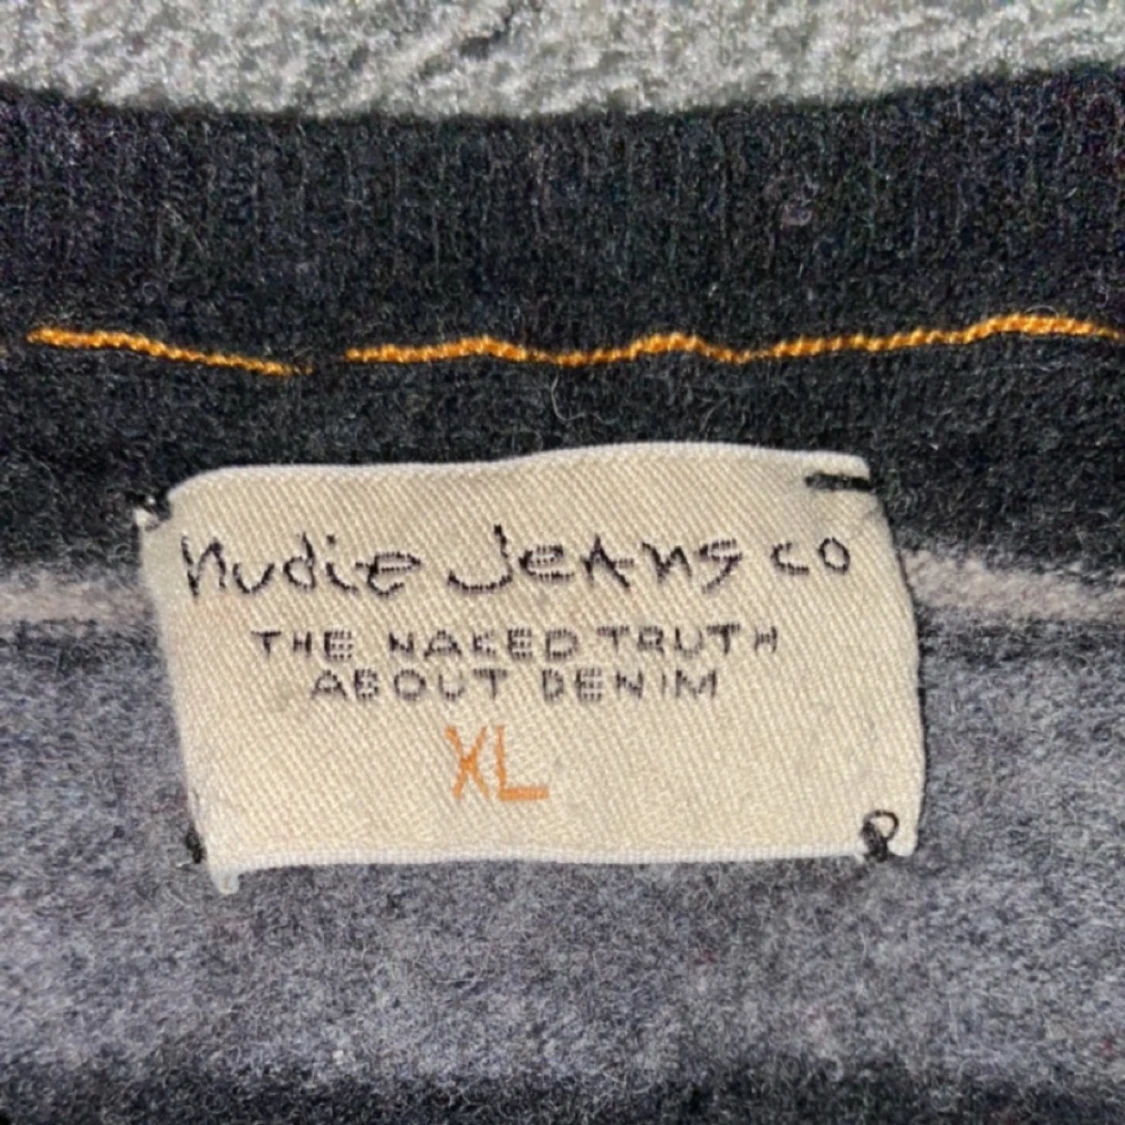 Nudie Jeans co
THE NAKED TRUTH
ABOUT DENIM
XL